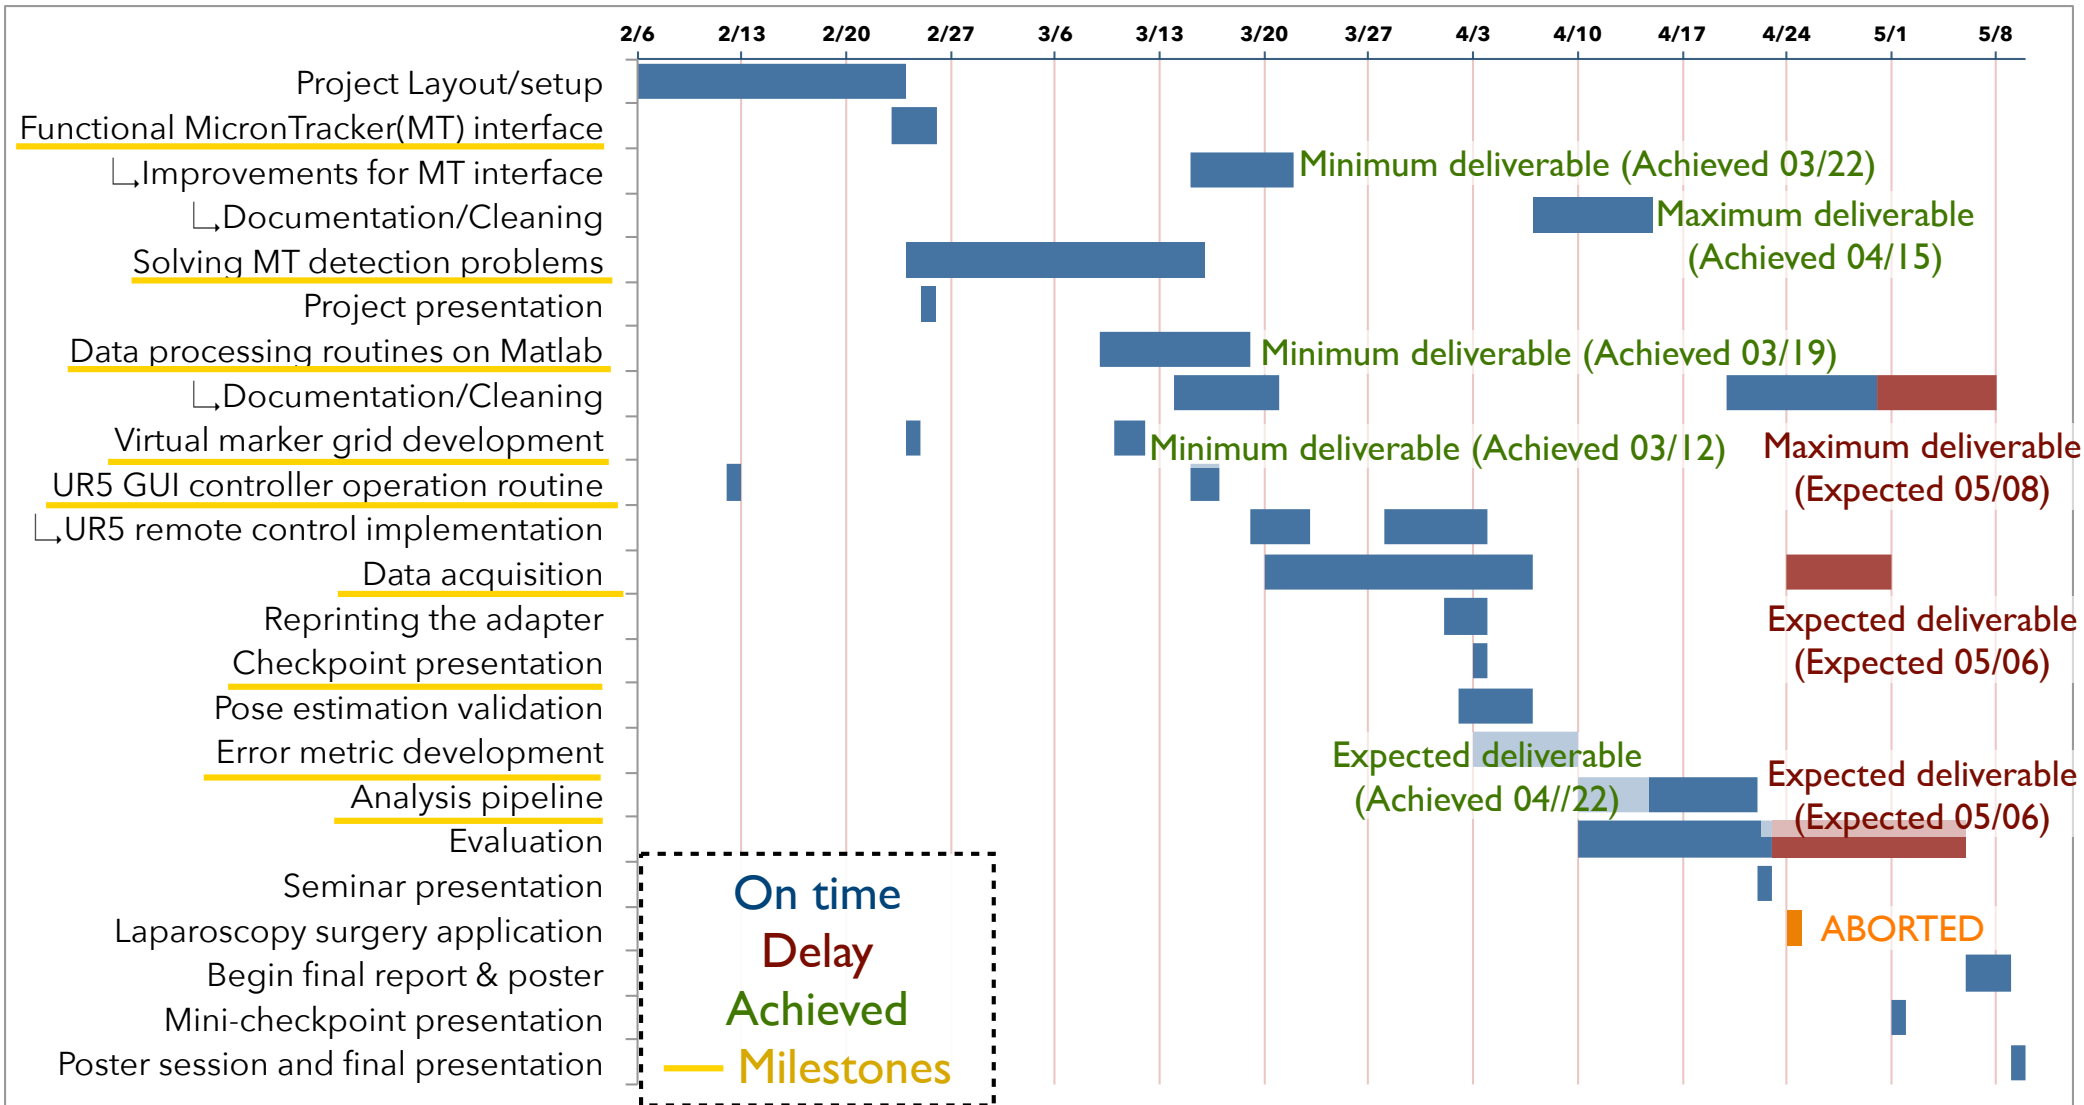 2/6 2/13 2/20 2/27 3/6 3/13 3/20 3/27 4/3 4/10 4/17 4/24 5/1 5/8
Project Layout/setup
Functional MicronTracker(MT) interface
Improvements for MT interface
Minimum deliverable (Achieved 03/22)
Documentation/Cleaning
Maximum deliverable
(Achieved 04/15)
Solving MT detection problems
Project presentation
Data processing routines on Matlab
Minimum deliverable (Achieved 03/19)
Documentation/Cleaning
Virtual marker grid development
Minimum deliverable (Achieved 03/12)
Maximum deliverable
(Expected 05/08)
UR5 GUI controller operation routine
UR5 remote control implementation
Data acquisition
Reprinting the adapter
Expected deliverable
(Expected 05/06)
Checkpoint presentation
Pose estimation validation
Error metric development
Expected deliverable
(Achieved 04//22)
Analysis pipeline
Expected deliverable
(Expected 05/06)
Evaluation
Seminar presentation
Laparoscopy surgery application
ABORTED
Begin final report & poster
Mini-checkpoint presentation
Poster session and final presentation
On time
Delay
Achieved
Milestones